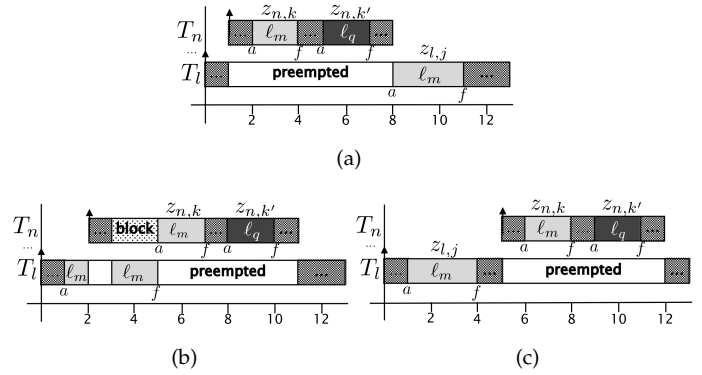 z_{n,k} z_{n,k'}
T_n ... ℓ_m ... ℓ_q ...
... a f a f
z_{l,j}
T_l ... preempted ℓ_m ...
a f
2 4 6 8 10 12
(a)
z_{n,k} z_{n,k'}
T_n ... block ℓ_m ... ℓ_q ...
... a f a f
T_l ... ℓ_m ℓ_m preempted ...
a f
2 4 6 8 10 12
(b)
z_{n,k} z_{n,k'}
T_n ... ℓ_m ... ℓ_q ...
... z_{l,j} a f a f
T_l ... ℓ_m ... preempted ...
a f
2 4 6 8 10 12
(c)